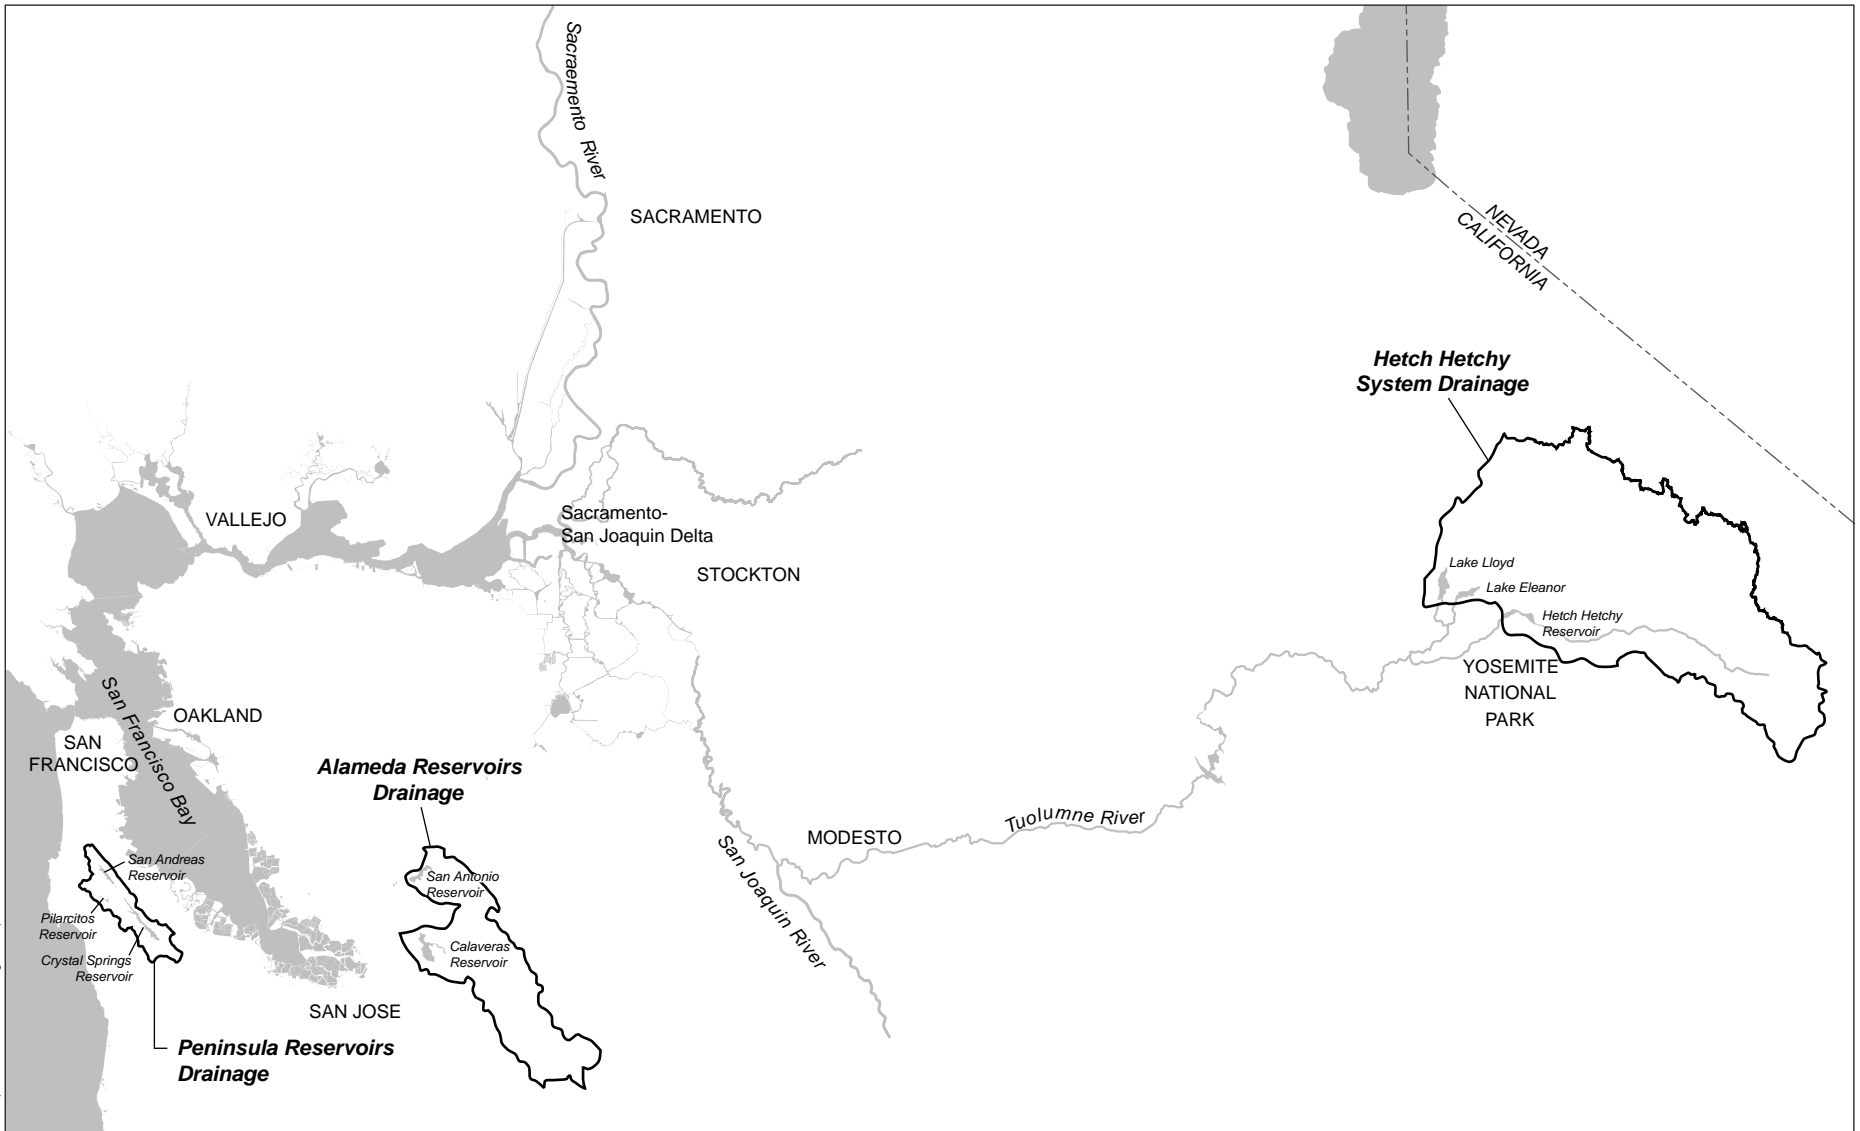 Sacraemento River
SACRAMENTO
NEVADA
CALIFORNIA
Hetch Hetchy
System Drainage
VALLEJO
Sacramento-
San Joaquin Delta
STOCKTON
Lake Lloyd
Lake Eleanor
Hetch Hetchy
Reservoir
YOSEMITE
NATIONAL
PARK
San Francisco Bay
OAKLAND
SAN
FRANCISCO
Alameda Reservoirs
Drainage
Tuolumne River
MODESTO
San Joaquin River
San Andreas
Reservoir
San Antonio
Reservoir
Pilarcitos
Reservoir
Crystal Springs
Reservoir
Calaveras
Reservoir
SAN JOSE
Peninsula Reservoirs
Drainage